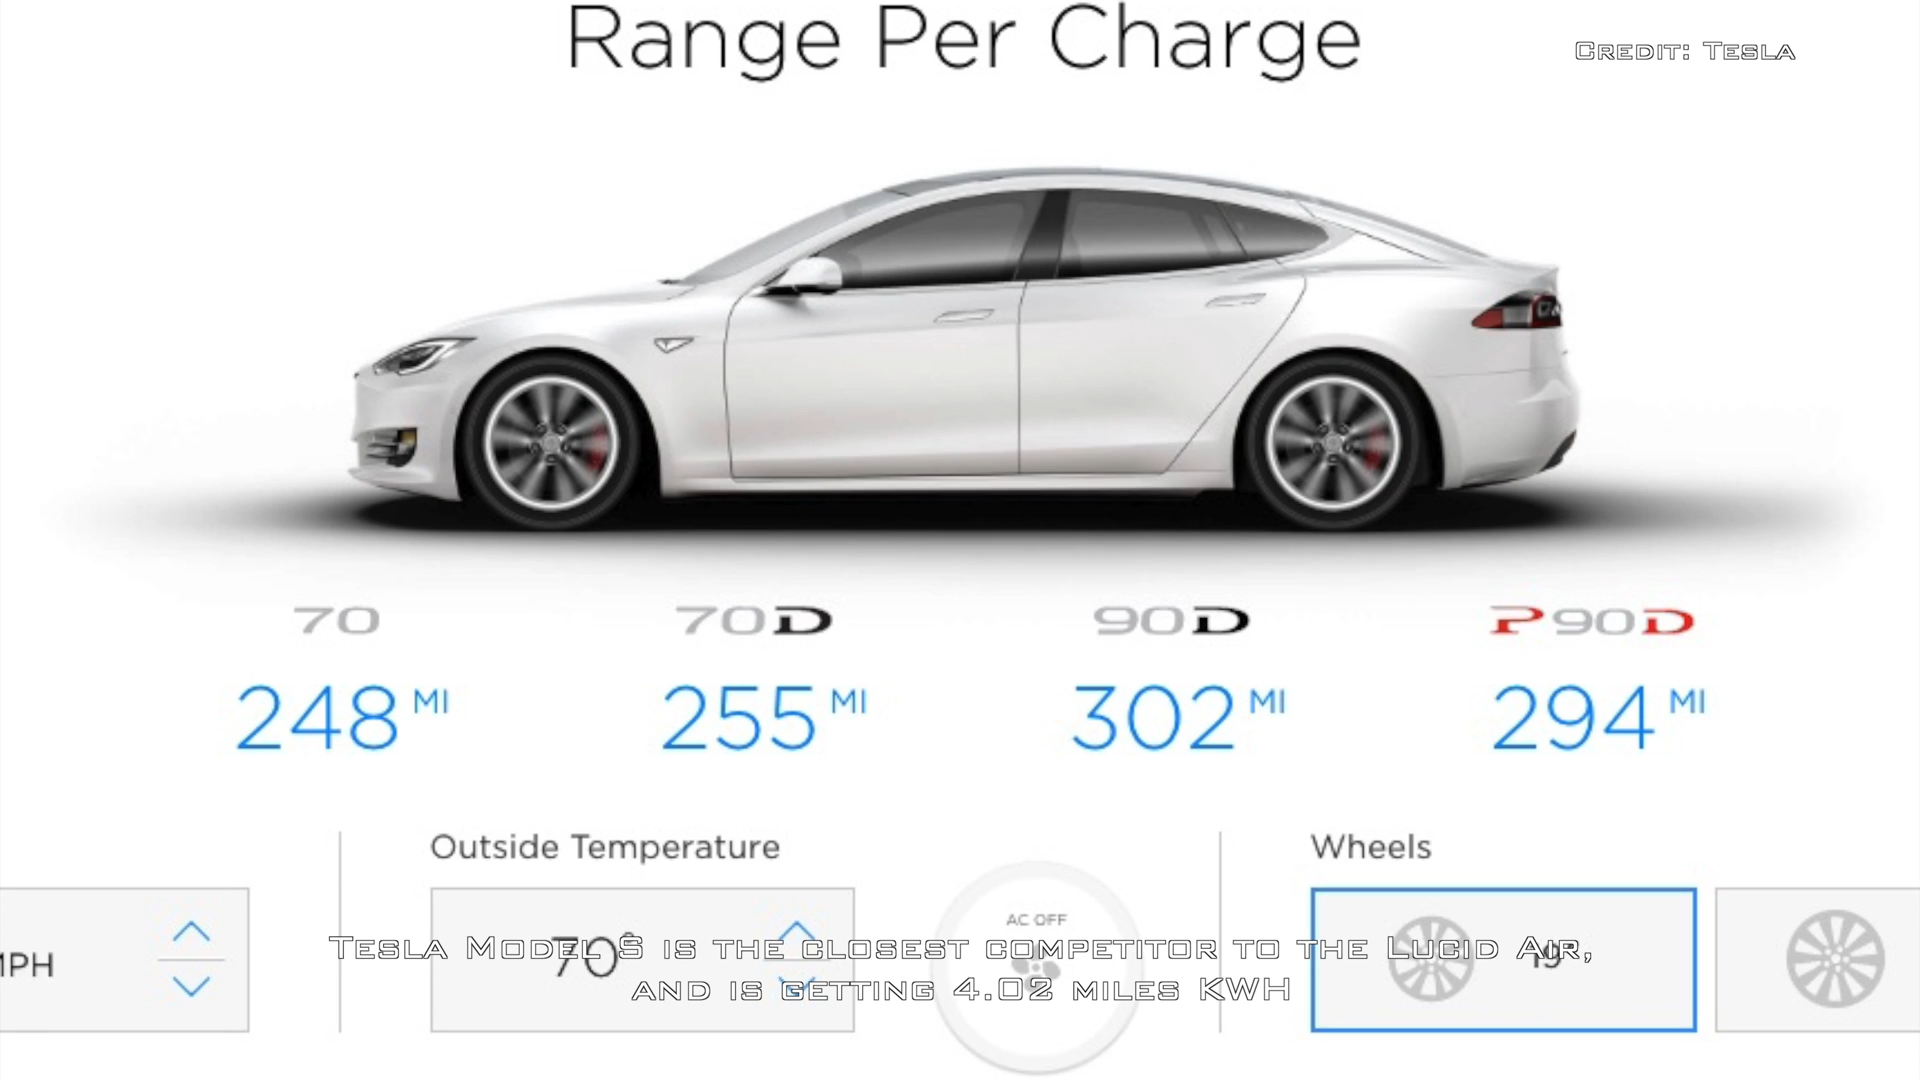 Range Per Charge
Credit: Tesla
70
70D
90D
P90D
248 MI
255 MI
302 MI
294 MI
Outside Temperature
Wheels
AC OFF
MPH
70°
19"
Tesla Model S is the closest competitor to the Lucid Air,
and is getting 4.02 miles KWH